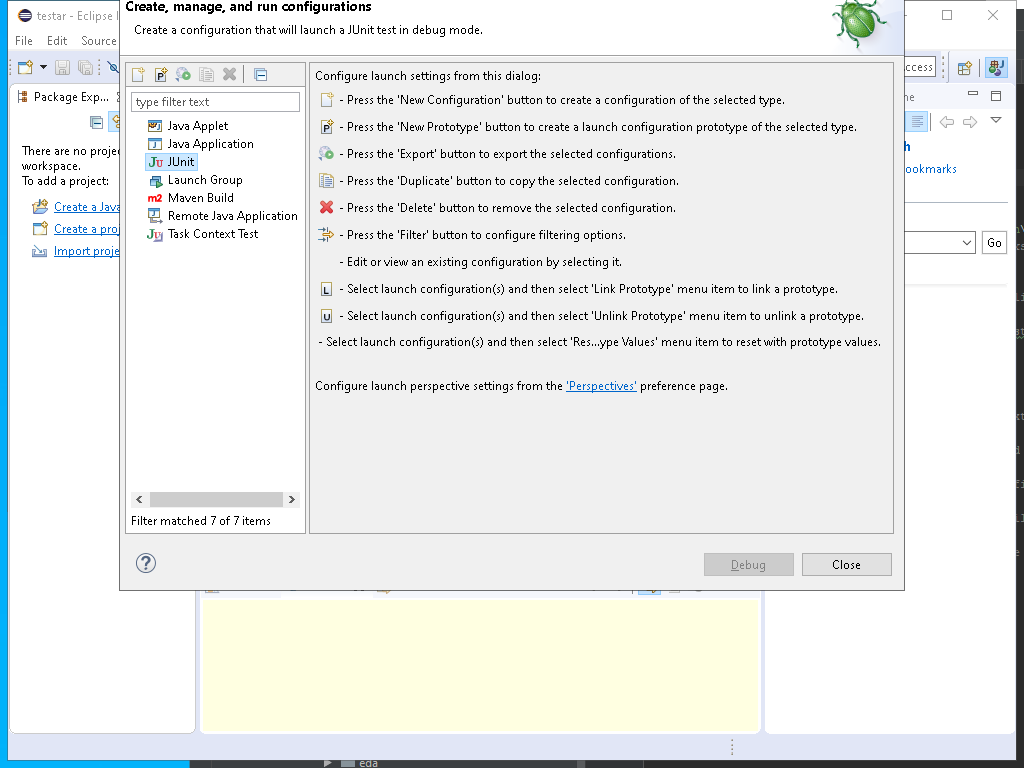 Create, manage, and run configurations
Create a configuration that will launch a JUnit test in debug mode.
testar - Eclipse
File Edit Source
Package Exp...
There are no
workspace.
To add a project:
Create a Java
Create a
Import
type filter text
Java Applet
Java Application
Ju JUnit
Launch Group
m2 Maven Build
Remote Java Application
Task Context Test
Filter matched 7 of 7 items
Configure launch settings from this dialog:
- Press the 'New Configuration' button to create a configuration of the selected type.
P - Press the 'New Prototype' button to create a launch configuration prototype of the selected type.
- Press the 'Export' button to export the selected configurations.
- Press the 'Duplicate' button to copy the selected configuration.
- Press the 'Delete' button to remove the selected configuration.
- Press the 'Filter' button to configure filtering options.
- Edit or view an existing configuration by selecting it.
L - Select launch configuration(s) and then select 'Link Prototype' menu item to link a prototype.
U - Select launch configuration(s) and then select 'Unlink Prototype' menu item to unlink a prototype.
- Select launch configuration(s) and then select 'Res...ype Values' menu item to reset with prototype values.
Configure launch perspective settings from the 'Perspectives' preference page.
? Debug Close
ccess
ookmarks
Go
eda